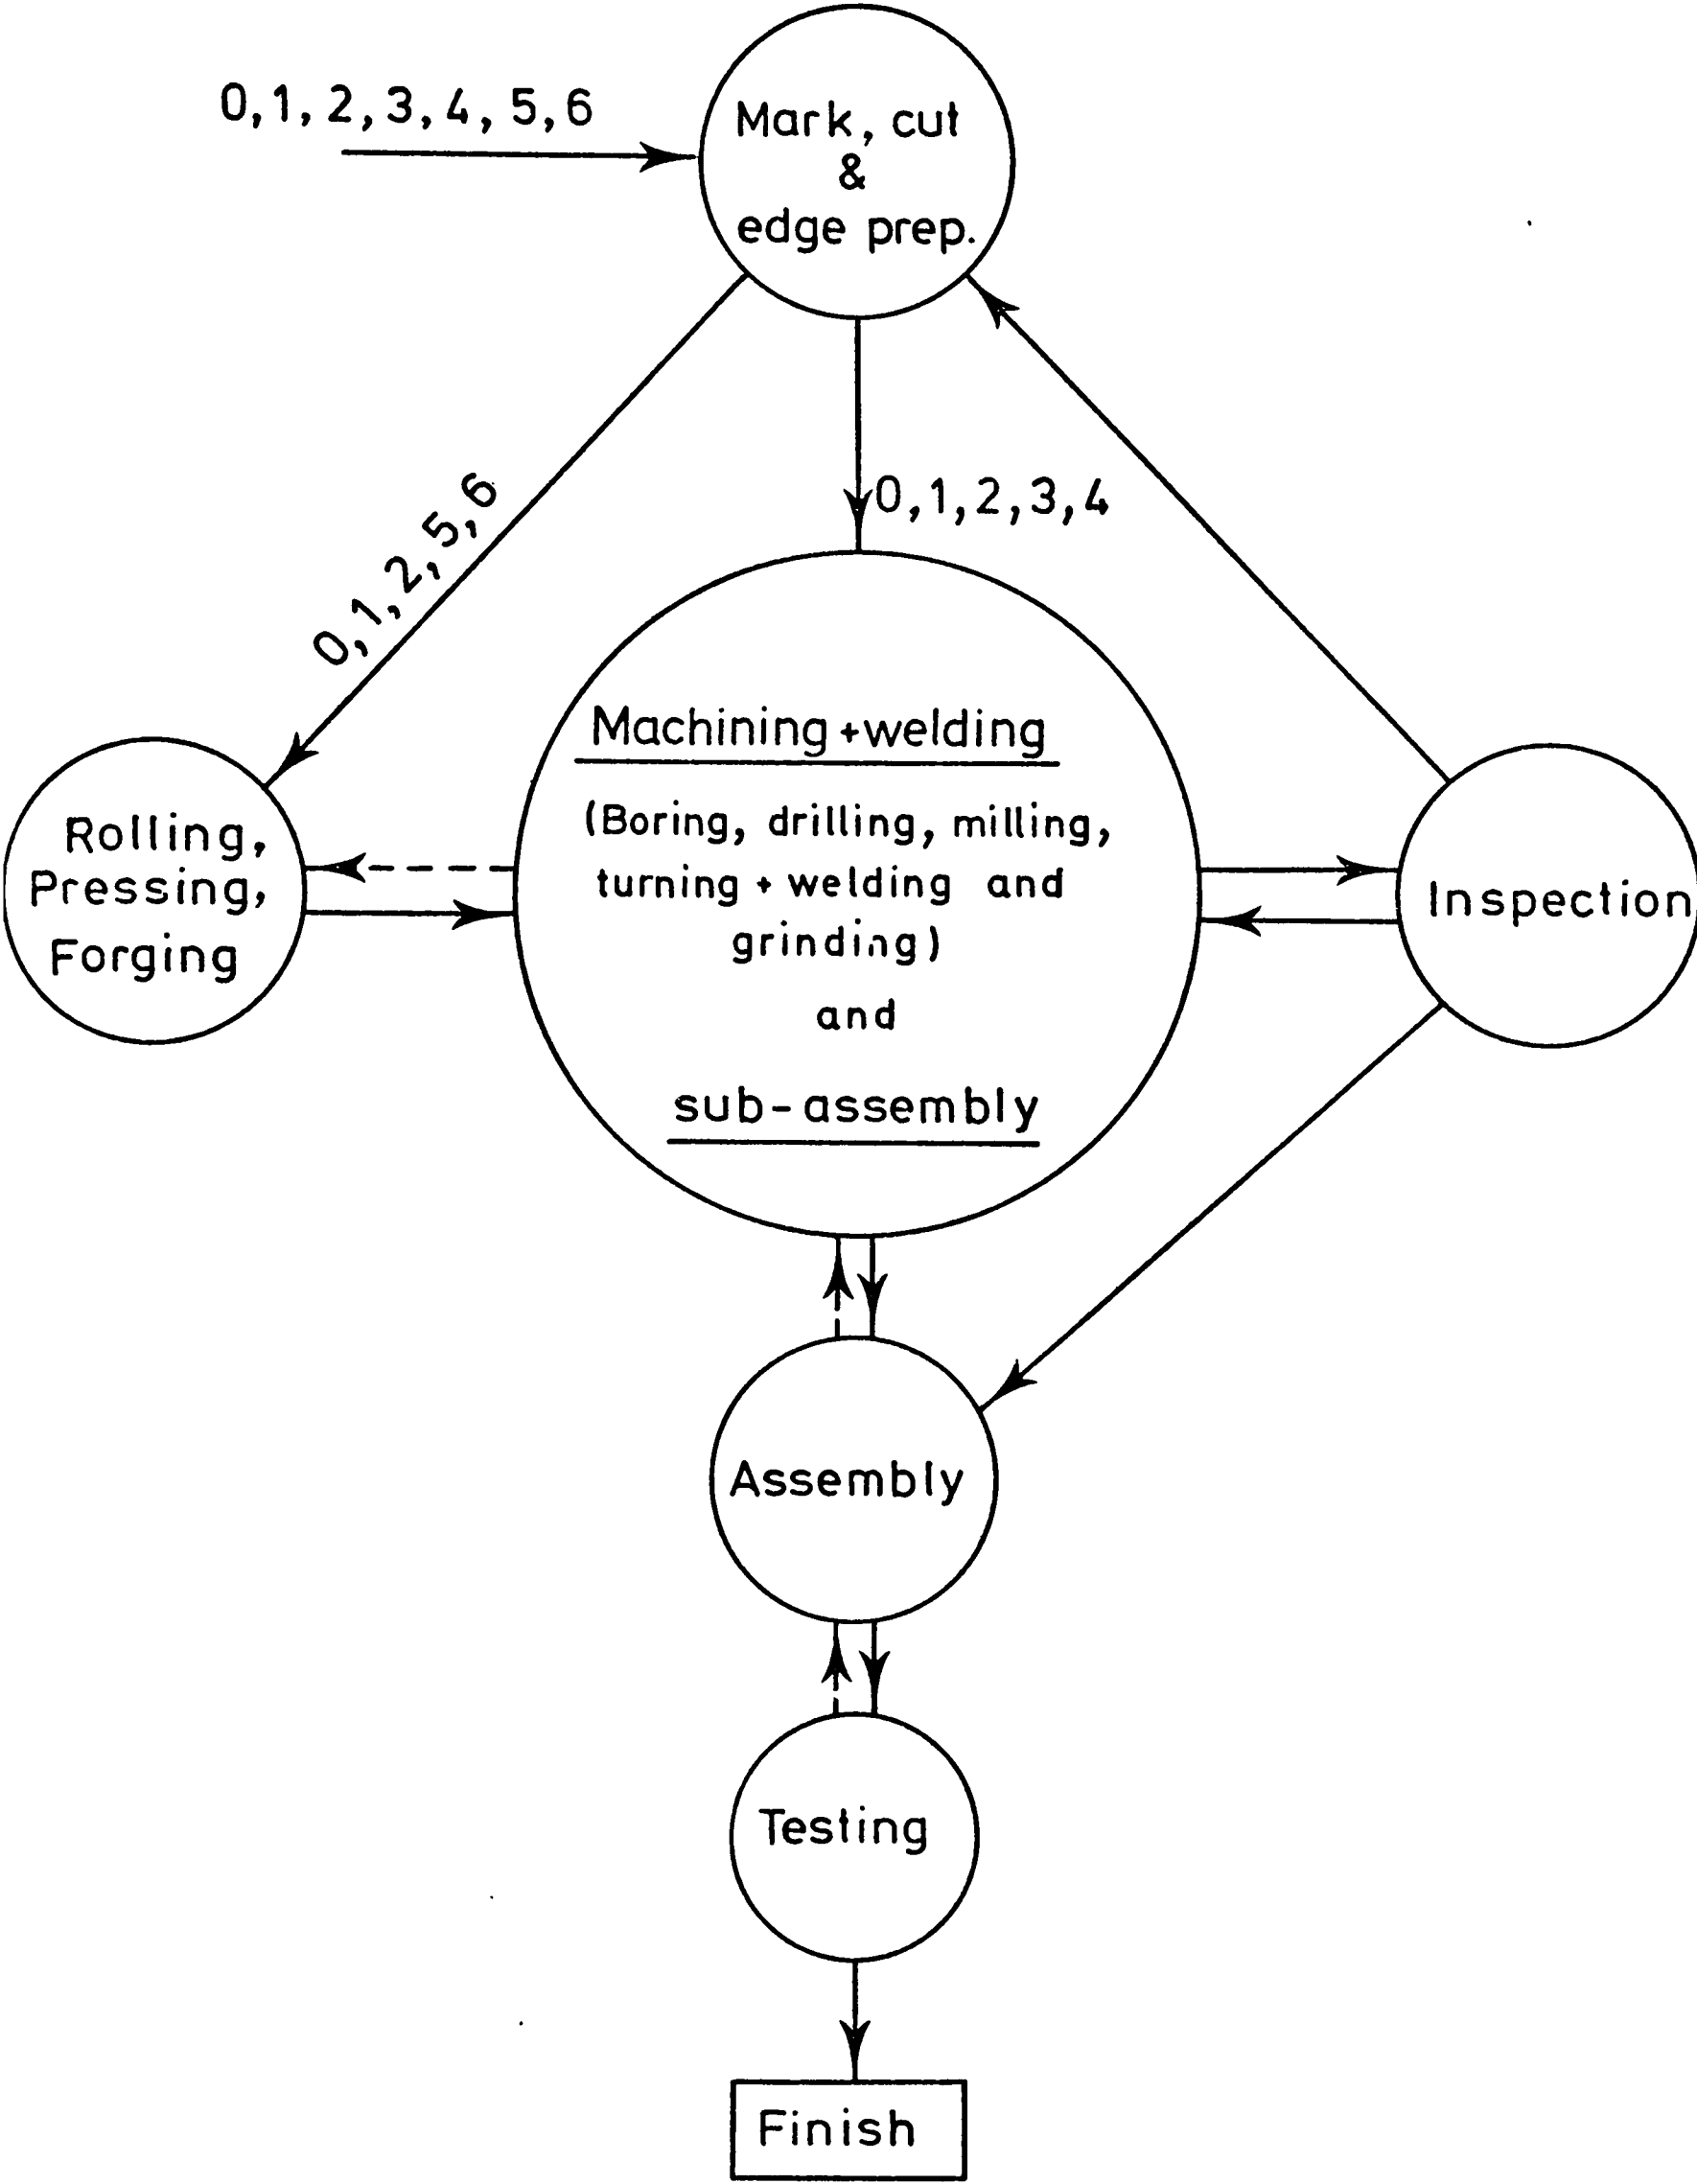 0, 1, 2, 3, 4, 5, 6
Mark, cut
&
edge prep.
0, 1, 2, 5, 6
0, 1, 2, 3, 4
Machining + welding
(Boring, drilling, milling,
turning + welding and
grinding)
and
sub-assembly
Rolling,
Pressing,
Forging
Inspection
Assembly
Testing
Finish